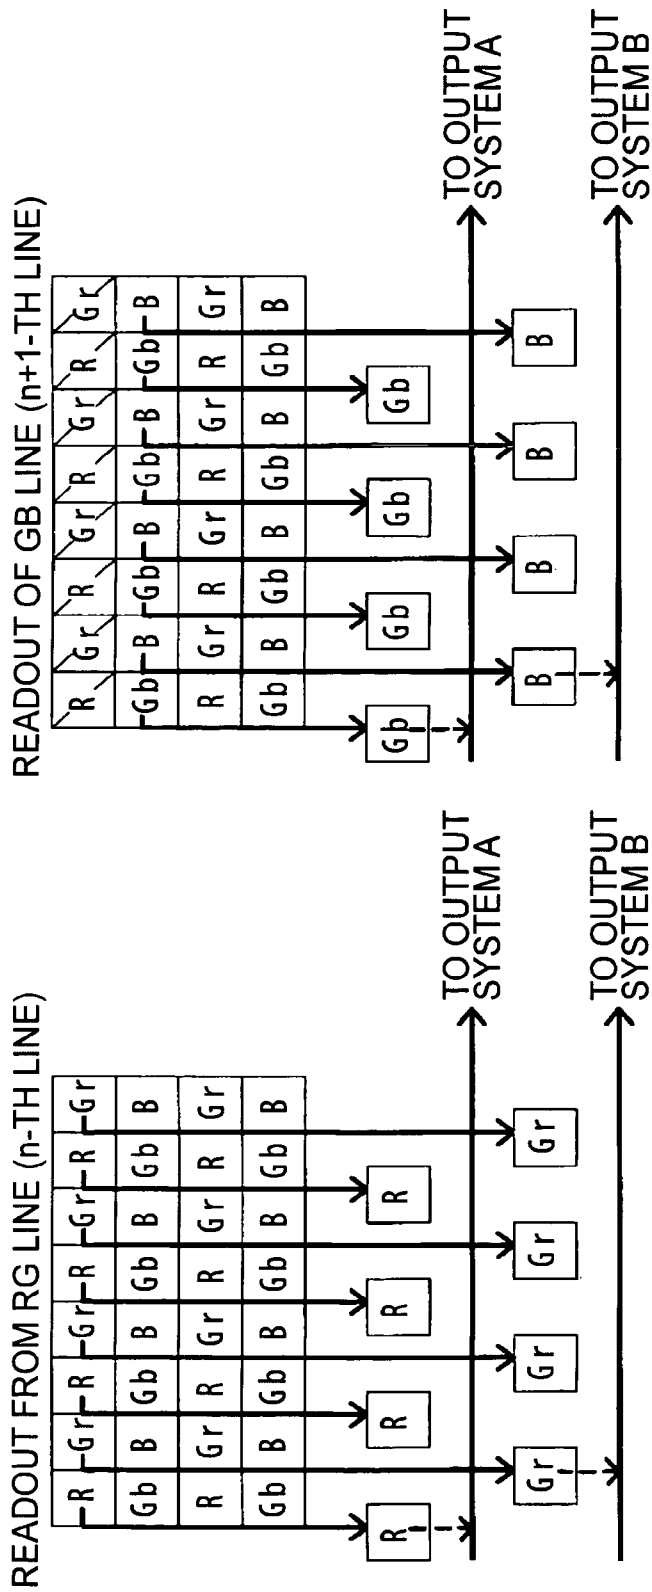 READOUT FROM RG LINE (n-TH LINE)
R Gr R Gr R Gr R Gr
Gb B Gb B Gb B Gb B
R Gr R Gr R Gr R Gr
Gb B Gb B Gb B Gb B
R R R R
TO OUTPUT
SYSTEM A
Gr Gr Gr Gr
TO OUTPUT
SYSTEM B
READOUT OF GB LINE (n+1-TH LINE)
R Gr R Gr R Gr R Gr
Gb B Gb B Gb B Gb B
R Gr R Gr R Gr R Gr
Gb B Gb B Gb B Gb B
Gb Gb Gb Gb
TO OUTPUT
SYSTEM A
B B B B
TO OUTPUT
SYSTEM B